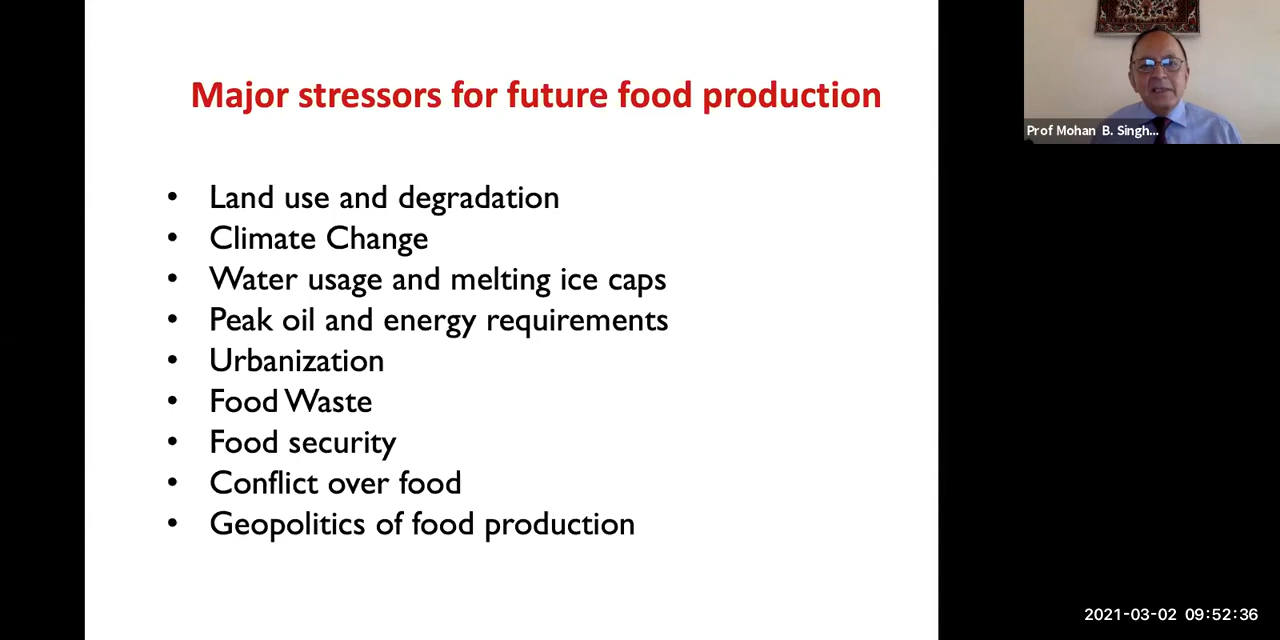 Major stressors for future food production
• Land use and degradation
• Climate Change
• Water usage and melting ice caps
• Peak oil and energy requirements
• Urbanization
• Food Waste
• Food security
• Conflict over food
• Geopolitics of food production
Prof Mohan B. Singh...
2021-03-02 09:52:36